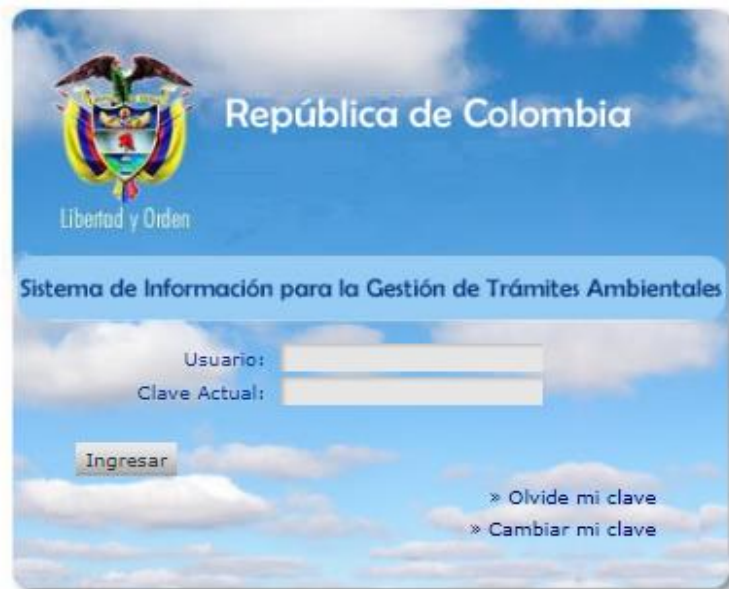 República de Colombia
Libertad y Orden
Sistema de Información para la Gestión de Trámites Ambientales
Usuario:
Clave Actual:
Ingresar
» Olvide mi clave
» Cambiar mi clave